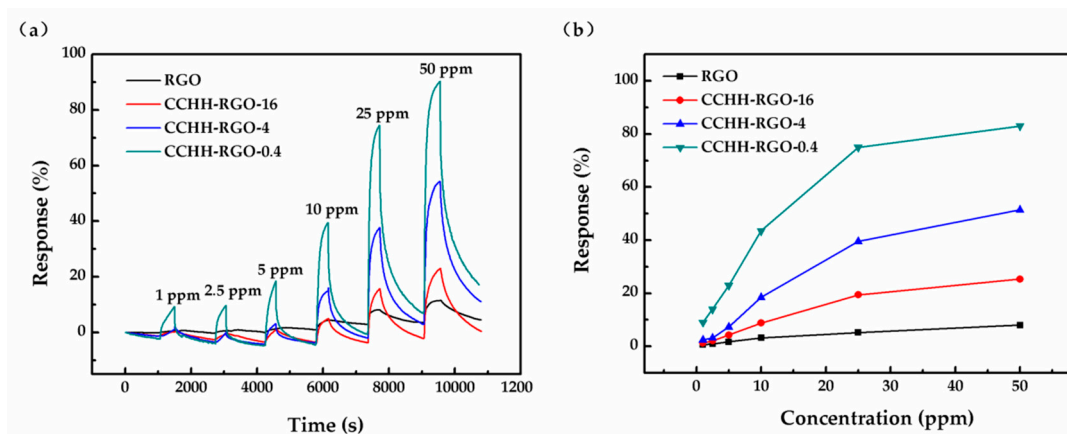 (a)
100
80
60
40
20
0
Response (%)
RGO
CCHH-RGO-16
CCHH-RGO-4
CCHH-RGO-0.4
1 ppm
2.5 ppm
5 ppm
10 ppm
25 ppm
50 ppm
0 2000 4000 6000 8000 10000 1200
Time (s)
(b)
100
80
60
40
20
0
Response (%)
RGO
CCHH-RGO-16
CCHH-RGO-4
CCHH-RGO-0.4
0 10 20 30 40 50
Concentration (ppm)